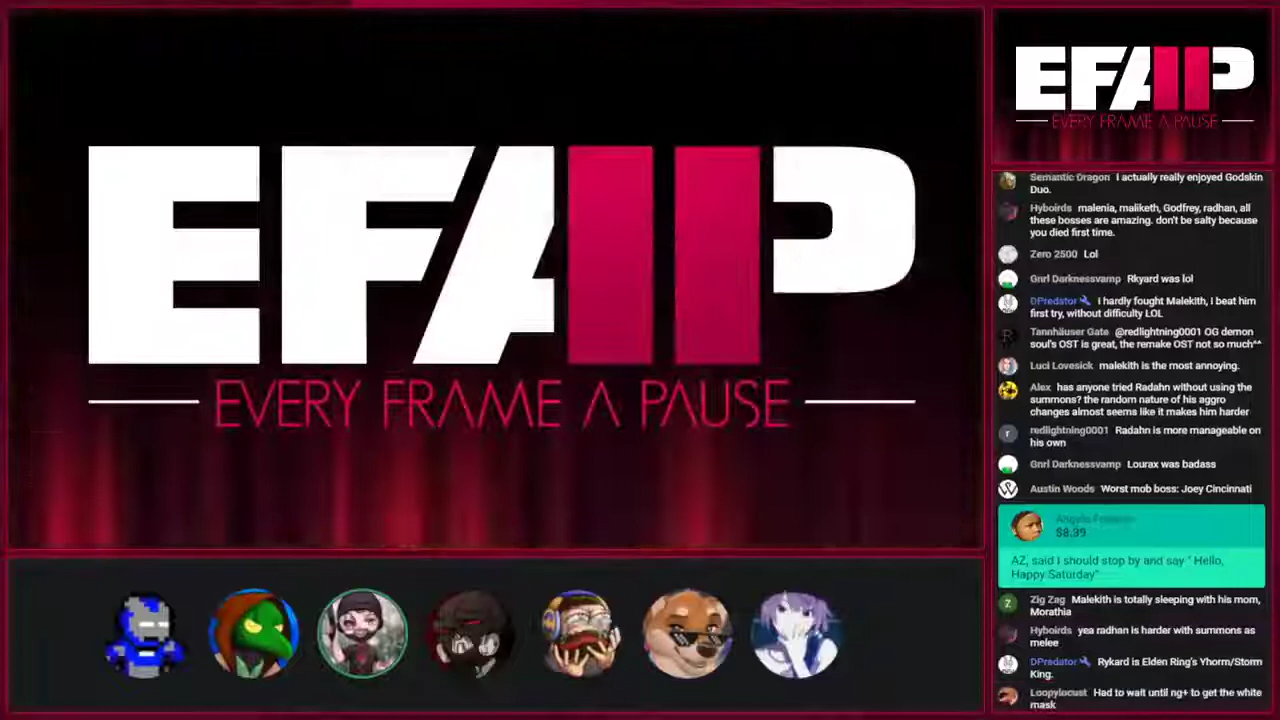 EFAP
EVERY FRAME A PAUSE
EFAP
EVERY FRAME A PAUSE
Semantic Dragon I actually really enjoyed Godskin
Duo.
Hyboirds malenia, maliketh, Godfrey, radhan, all
these bosses are amazing. don't be salty because
you died first time.
Zero 2500 Lol
Gnrl Darknessvamp Rkyard was lol
DPredator I hardly fought Malekith, I beat him
first try, without difficulty LOL
Tannhäuser Gate @redlightning0001 OG demon
soul's OST is great, the remake OST not so much^^
Luci Lovesick malekith is the most annoying.
Alex has anyone tried Radahn without using the
summons? the random nature of his aggro
changes almost seems like it makes him harder
r
redlightning0001 Radahn is more manageable on
his own
Gnrl Darknessvamp Lourax was badass
Austin Woods Worst mob boss: Joey Cincinnati
$8.39
AZ, said I should stop by and say " Hello,
Happy Saturday"
Z
Zig Zag Malekith is totally sleeping with his mom,
Morathia
Hyboirds yea radhan is harder with summons as
melee
DPredator Rykard is Elden Ring's Yhorm/Storm
King.
Loopylocust Had to wait until ng+ to get the white
mask